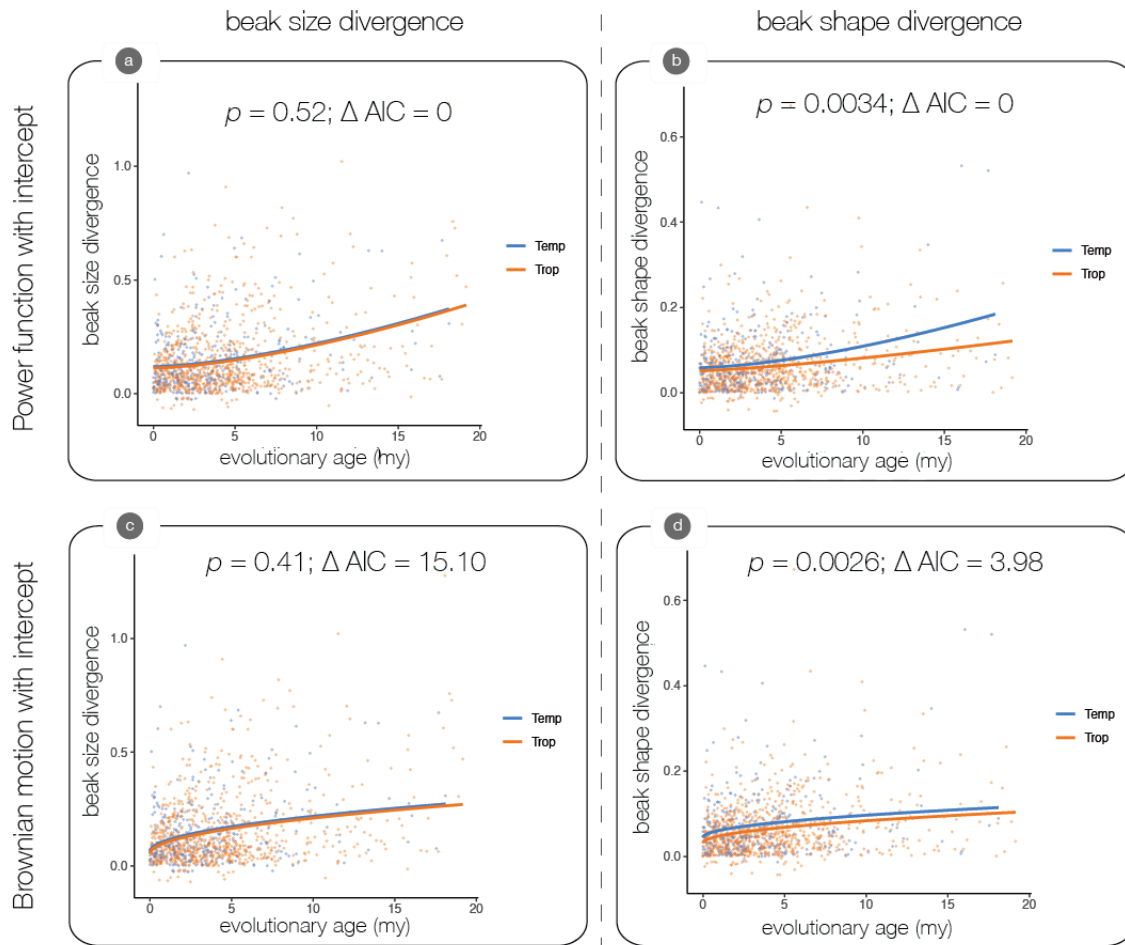 beak size divergence
beak shape divergence
Power function with intercept
a
p = 0.52; Δ AIC = 0
beak size divergence
1.0
0.5
0.0
0
5
10
15
20
evolutionary age (my)
Temp
Trop
b
p = 0.0034; Δ AIC = 0
beak shape divergence
0.6
0.4
0.2
0.0
0
5
10
15
20
evolutionary age (my)
Temp
Trop
Brownian motion with intercept
c
p = 0.41; Δ AIC = 15.10
beak size divergence
1.0
0.5
0.0
0
5
10
15
20
evolutionary age (my)
Temp
Trop
d
p = 0.0026; Δ AIC = 3.98
beak shape divergence
0.6
0.4
0.2
0.0
0
5
10
15
20
evolutionary age (my)
Temp
Trop